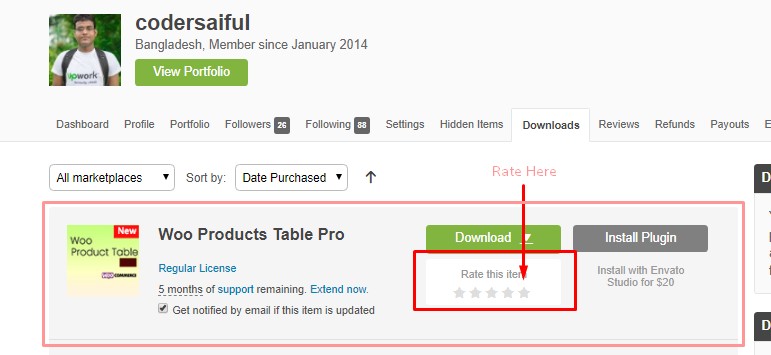 codersaiful
Bangladesh, Member since January 2014
upwork
View Portfolio
Dashboard Profile Portfolio Followers 26 Following 88 Settings Hidden Items Downloads Reviews Refunds Payouts E
All marketplaces Sort by: Date Purchased
Rate Here
D
New
Woo
Product Table
WOO COMMERCE
Woo Products Table Pro
Download
Install Plugin
Regular License
Rate this item
Install with Envato
Studio for $20
5 months of support remaining. Extend now.
Get notified by email if this item is updated
D